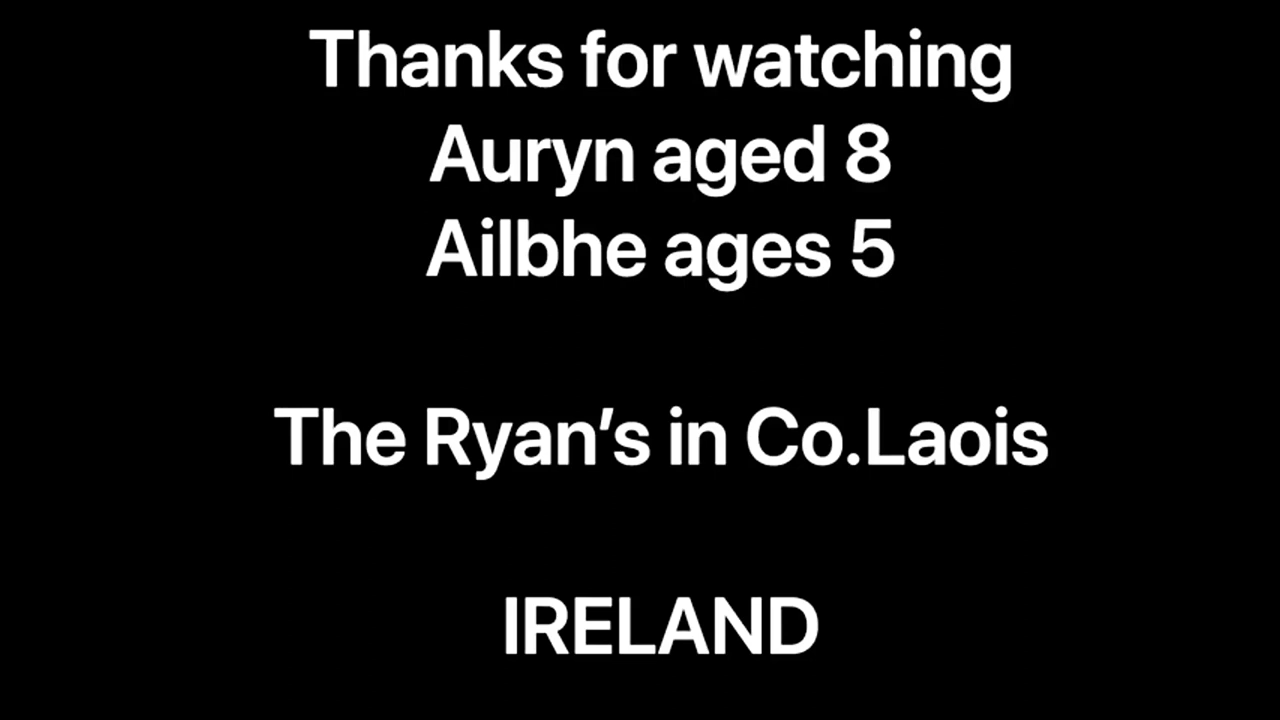 Thanks for watching
Auryn aged 8
Ailbhe ages 5
The Ryan’s in Co.Laois
IRELAND